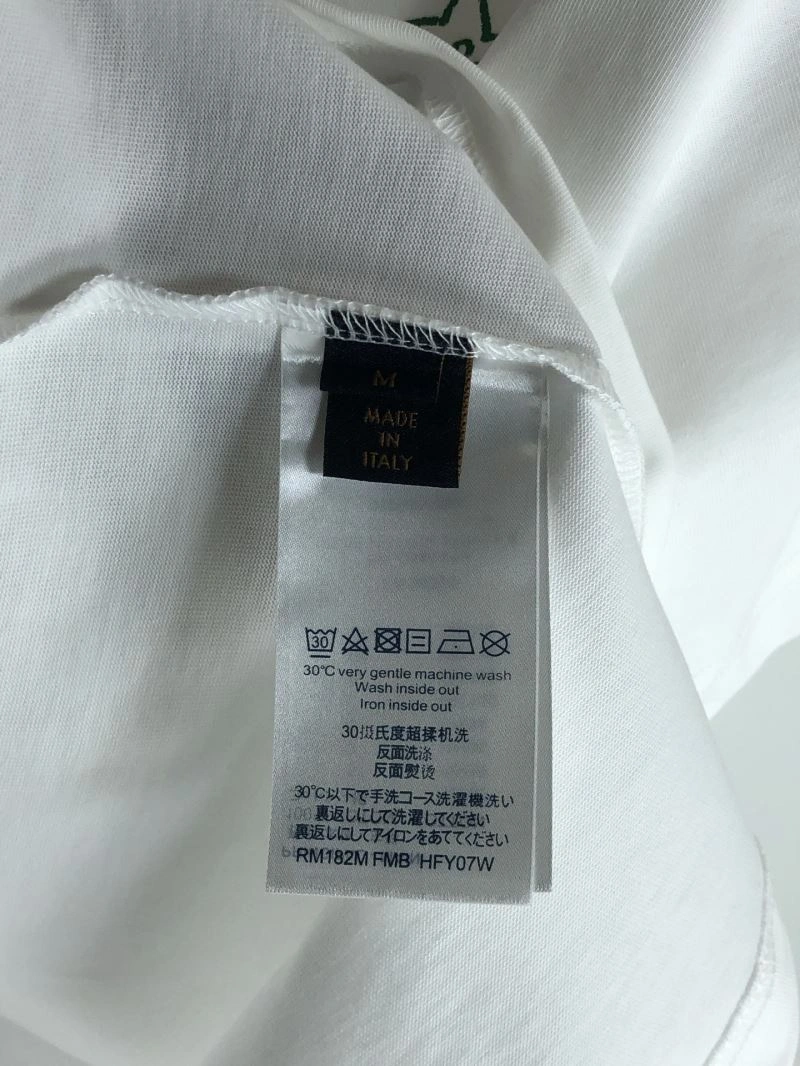 M
MADE
IN
ITALY
30
30℃ very gentle machine wash
Wash inside out
Iron inside out
30摄氏度超揉机洗
反面洗涤
反面熨烫
30℃以下で手洗コース洗濯機洗い
裏返しにして洗濯してください
裏返しにしてアイロンをあててください
RM182M FMB HFY07W